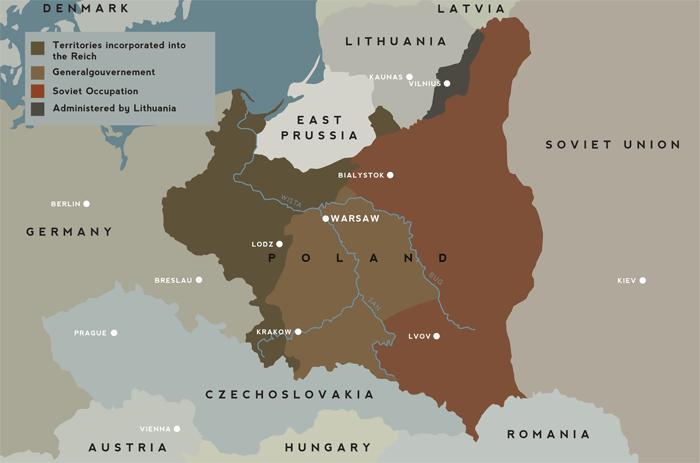 DENMARK
LATVIA
LITHUANIA
Territories incorporated into
the Reich
Generalgouvernement
Soviet Occupation
Administered by Lithuania
KAUNAS
VILNIUS
EAST
PRUSSIA
SOVIET UNION
BIALYSTOK
WISTA
BERLIN
WARSAW
GERMANY
LODZ
POLAND
BUG
BRESLAU
KIEV
SAN
PRAGUE
KRAKOW
LVOV
CZECHOSLOVAKIA
VIENNA
AUSTRIA
HUNGARY
ROMANIA